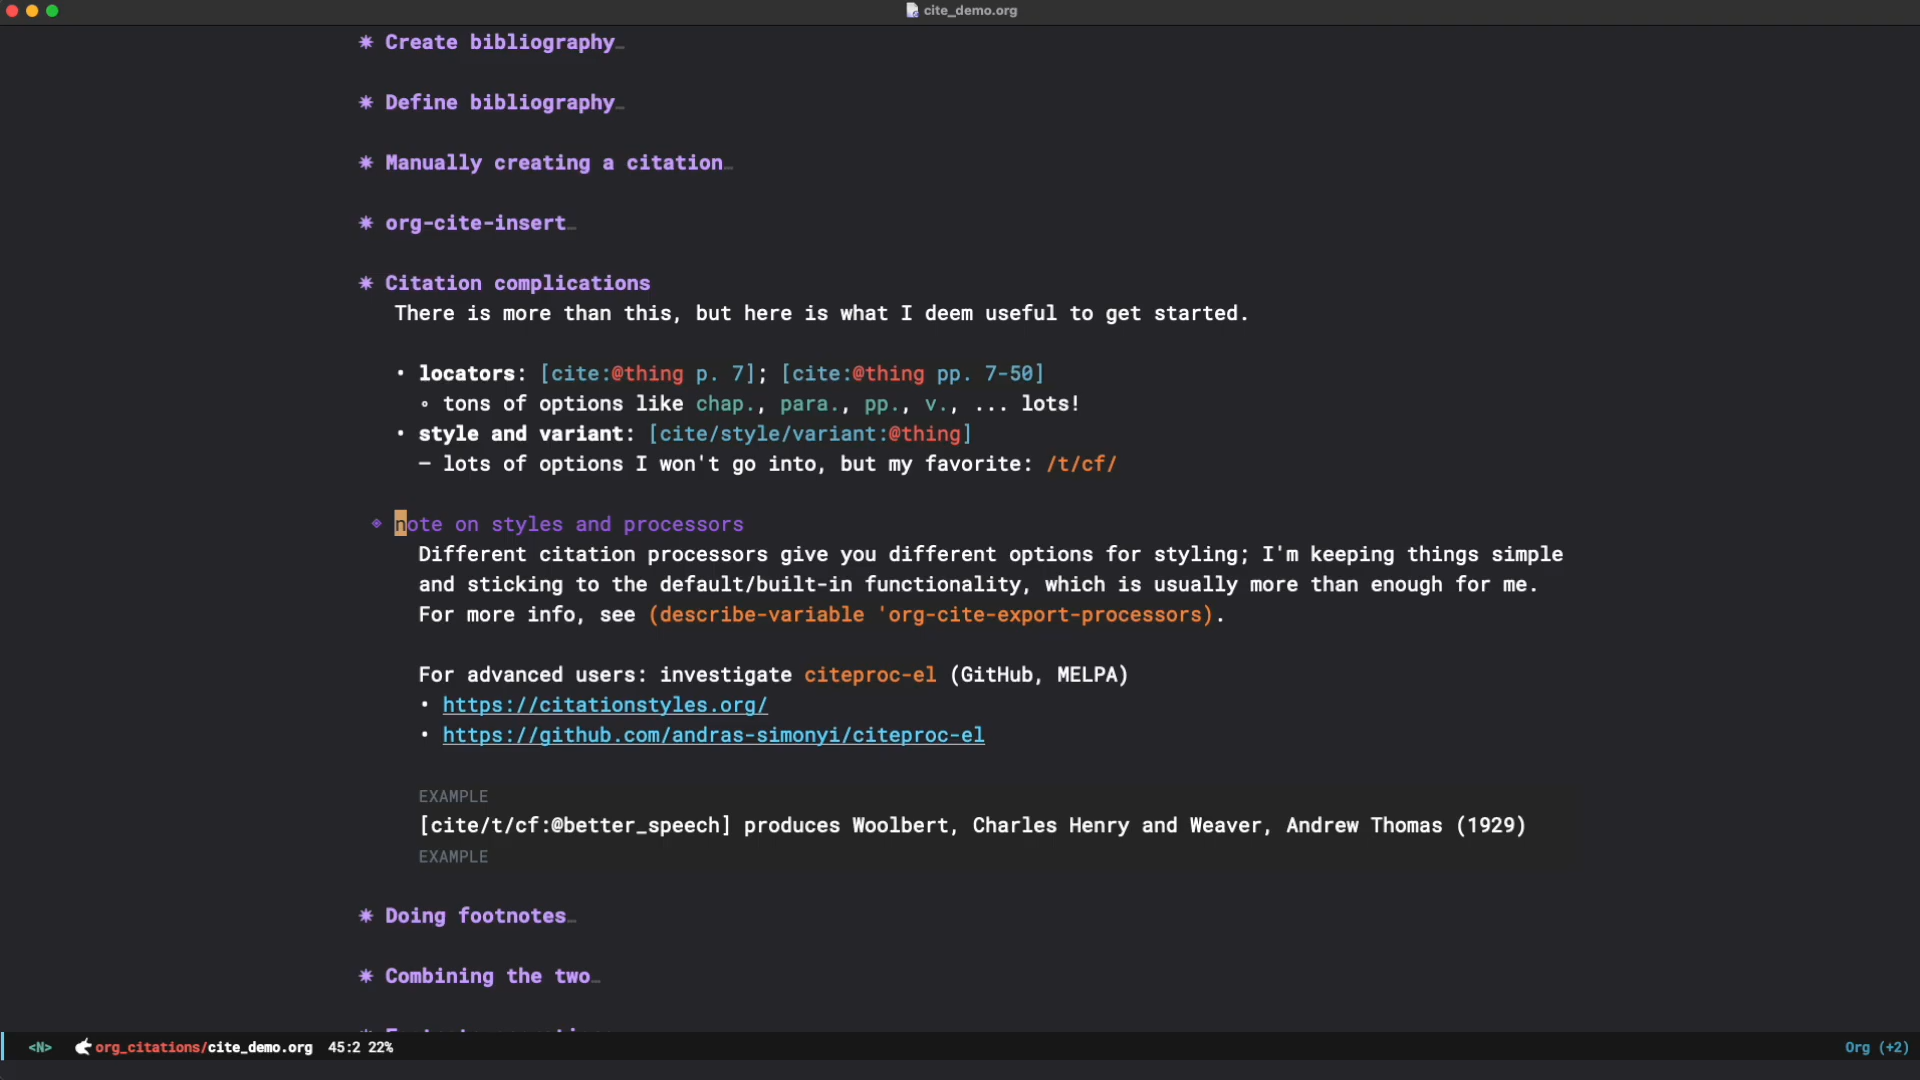 cite_demo.org
✷ Create bibliography…
✷ Define bibliography…
✷ Manually creating a citation…
✷ org-cite-insert…
✷ Citation complications
There is more than this, but here is what I deem useful to get started.
• locators: [cite:@thing p. 7]; [cite:@thing pp. 7-50]
◦ tons of options like chap., para., pp., v., ... lots!
• style and variant: [cite/style/variant:@thing]
– lots of options I won't go into, but my favorite: /t/cf/
note on styles and processors
Different citation processors give you different options for styling; I'm keeping things simple
and sticking to the default/built-in functionality, which is usually more than enough for me.
For more info, see (describe-variable 'org-cite-export-processors).
For advanced users: investigate citeproc-el (GitHub, MELPA)
• https://citationstyles.org/
• https://github.com/andras-simonyi/citeproc-el
EXAMPLE
[cite/t/cf:@better_speech] produces Woolbert, Charles Henry and Weaver, Andrew Thomas (1929)
EXAMPLE
✷ Doing footnotes…
✷ Combining the two…
<N> org_citations/cite_demo.org 45:2 22% Org (+2)